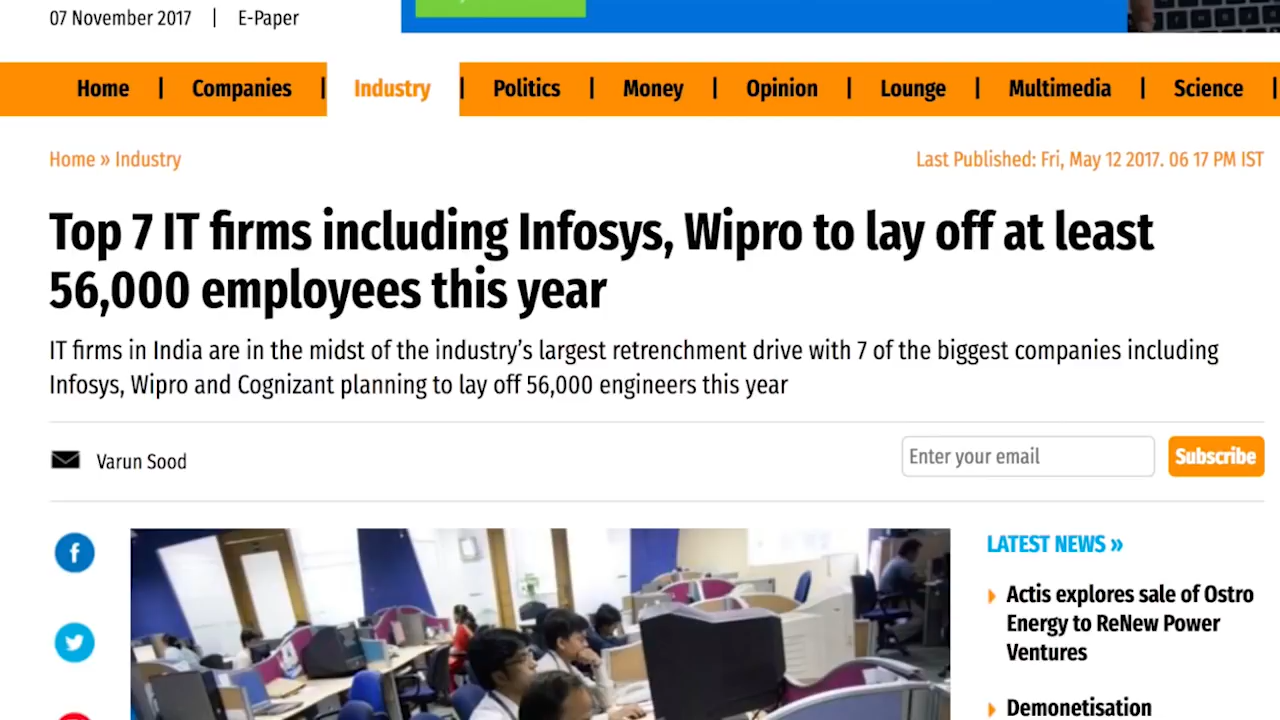 07 November 2017 | E-Paper
Home | Companies | Industry | Politics | Money | Opinion | Lounge | Multimedia | Science |
Home » Industry
Last Published: Fri, May 12 2017. 06 17 PM IST
Top 7 IT firms including Infosys, Wipro to lay off at least
56,000 employees this year
IT firms in India are in the midst of the industry’s largest retrenchment drive with 7 of the biggest companies including
Infosys, Wipro and Cognizant planning to lay off 56,000 engineers this year
Varun Sood
Enter your email
Subscribe
f
LATEST NEWS »
Actis explores sale of Ostro
Energy to ReNew Power
Ventures
Demonetisation